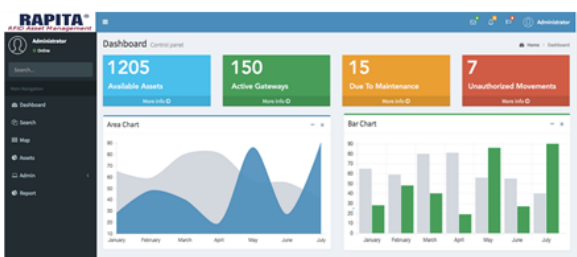 RAPITA®
RFID Asset Management
Administrator
Online
Search...
Main Navigation
Dashboard
Search
Map
Assets
Admin
Report
Administrator
Dashboard Control panel
Home > Dashboard
1205
Available Assets
More info
150
Active Gateways
More info
15
Due To Maintenance
More info
7
Unauthorized Movements
More info
Area Chart
90
80
70
60
50
40
30
20
10
January February March April May June July
Bar Chart
90
80
70
60
50
40
30
20
10
0
January February March April May June July